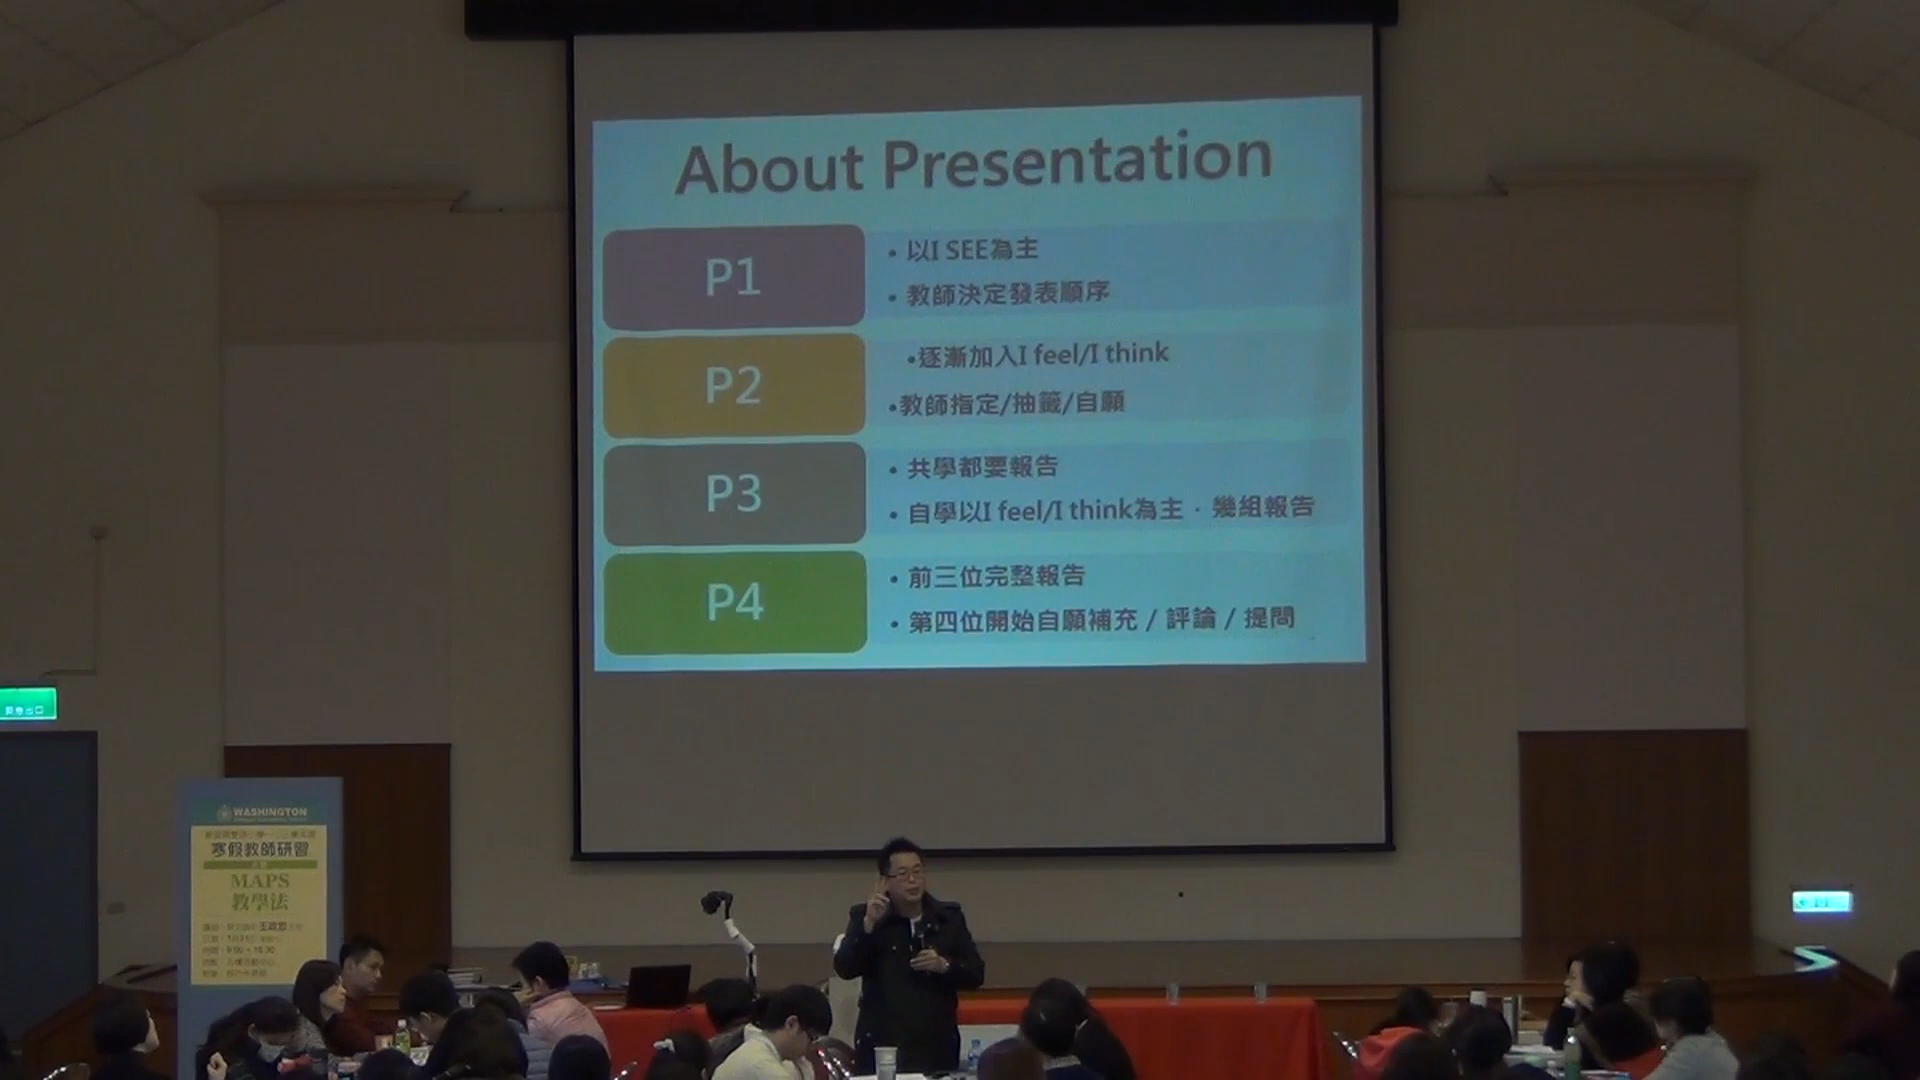 About Presentation
P1
• 以I SEE為主
• 教師決定發表順序
P2
•逐漸加入I feel/I think
•教師指定/抽籤/自願
P3
• 共學都要報告
• 自學以I feel/I think為主，幾組報告
P4
• 前三位完整報告
• 第四位開始自願補充 / 評論 / 提問
WASHINGTON
寒假教師研習
MAPS
教學法
王政忠